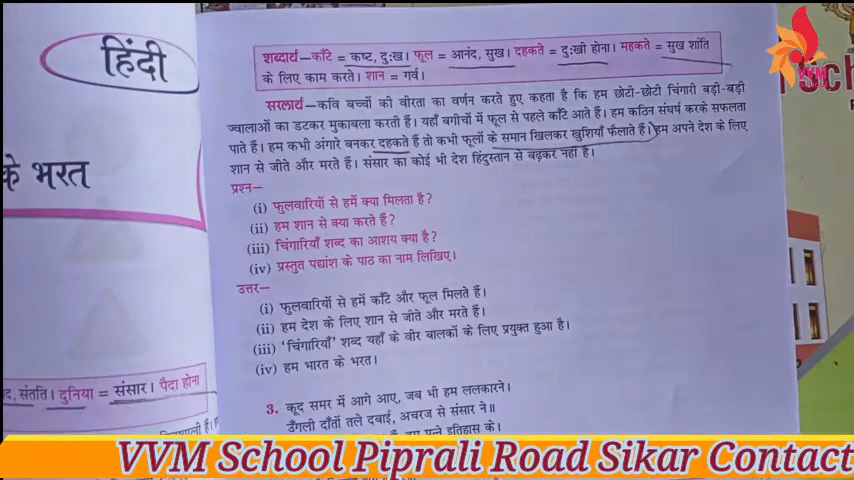 हिंदी
के भरत
द, संतति। दुनिया = संसार। पैदा होना
शब्दार्थ—काँटे = कष्ट, दुःख। फूल = आनंद, सुख। दहकते = दुःखी होना। महकते = सुख शांति
के लिए काम करते। शान = गर्व।
सरलार्थ—कवि बच्चों की वीरता का वर्णन करते हुए कहता है कि हम छोटी-छोटी चिंगारी बड़ी-बड़ी
ज्वालाओं का डटकर मुकाबला करती हैं। यहाँ बगीचों में फूल से पहले काँटे आते हैं। हम कठिन संघर्ष करके सफलता
पाते हैं। हम कभी अंगारे बनकर दहकते हैं तो कभी फूलों के समान खिलकर खुशियाँ फैलाते हैं। हम अपने देश के लिए
शान से जीते और मरते हैं। संसार का कोई भी देश हिंदुस्तान से बढ़कर नहीं है।
प्रश्न—
(i) फुलवारियों से हमें क्या मिलता है?
(ii) हम शान से क्या करते हैं?
(iii) चिंगारियाँ शब्द का आशय क्या है?
(iv) प्रस्तुत पद्यांश के पाठ का नाम लिखिए।
उत्तर—
(i) फुलवारियों से हमें काँटे और फूल मिलते हैं।
(ii) हम देश के लिए शान से जीते और मरते हैं।
(iii) 'चिंगारियाँ' शब्द यहाँ के वीर बालकों के लिए प्रयुक्त हुआ है।
(iv) हम भारत के भरत।
3. कूद समर में आगे आए, जब भी हम ललकारने।
उँगली दाँतों तले दबाई, अचरज से संसार ने॥
इतिहास के।
VVM
VVM School Piprali Road Sikar Contact